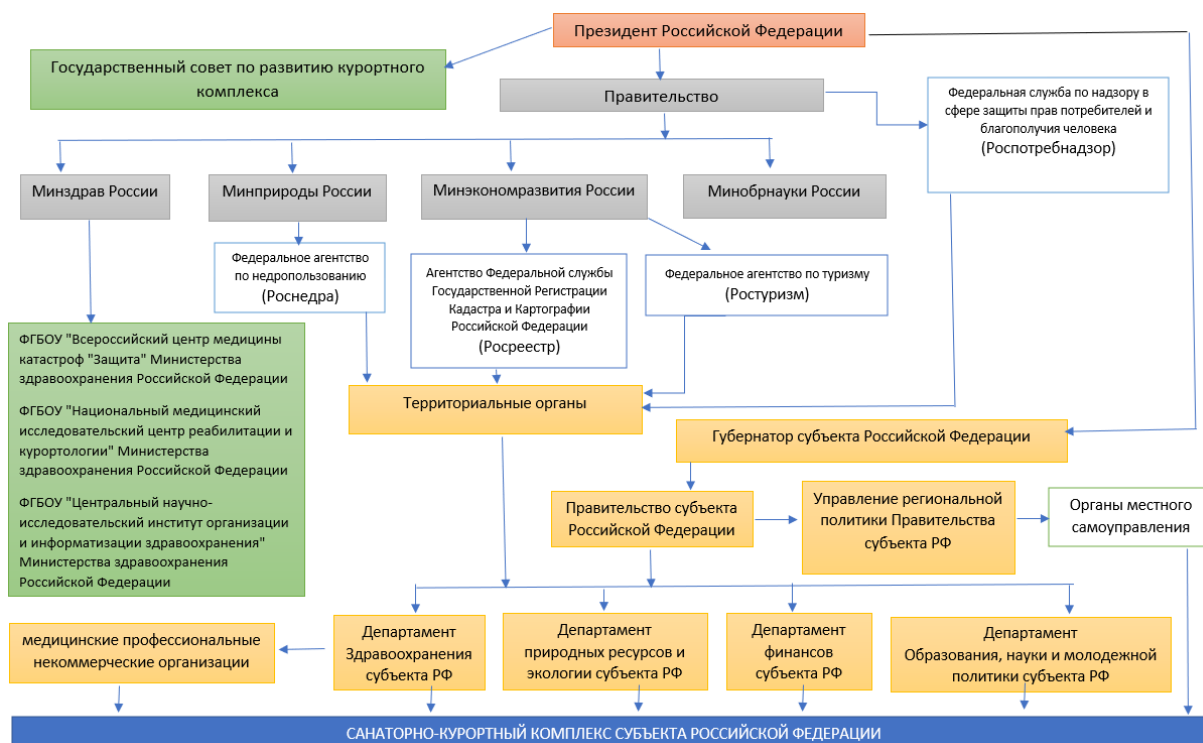 Президент Российской Федерации
Государственный совет по развитию курортного
комплекса
Правительство
Федеральная служба по надзору в
сфере защиты прав потребителей и
благополучия человека
(Роспотребнадзор)
Минздрав России
Минприроды России
Минэкономразвития России
Минобрнауки России
Федеральное агентство
по недропользованию
(Роснедра)
Агентство Федеральной службы
Государственной Регистрации
Кадастра и Картографии
Российской Федерации
(Росреестр)
Федеральное агентство по туризму
(Ростуризм)
ФГБОУ "Всероссийский центр медицины
катастроф "Защита" Министерства
здравоохранения Российской Федерации
ФГБОУ "Национальный медицинский
исследовательский центр реабилитации и
курортологии" Министерства
здравоохранения Российской Федерации
ФГБОУ "Центральный научно-
исследовательский институт организации
и информатизации здравоохранения"
Министерства здравоохранения
Российской Федерации
Территориальные органы
Губернатор субъекта Российской Федерации
Правительство субъекта
Российской Федерации
Управление региональной
политики Правительства
субъекта РФ
Органы местного
самоуправления
медицинские профессиональные
некоммерческие организации
Департамент
Здравоохранения
субъекта РФ
Департамент
природных ресурсов и
экологии субъекта РФ
Департамент
финансов
субъекта РФ
Департамент
Образования, науки и молодежной
политики субъекта РФ
САНАТОРНО-КУРОРТНЫЙ КОМПЛЕКС СУБЪЕКТА РОССИЙСКОЙ ФЕДЕРАЦИИ